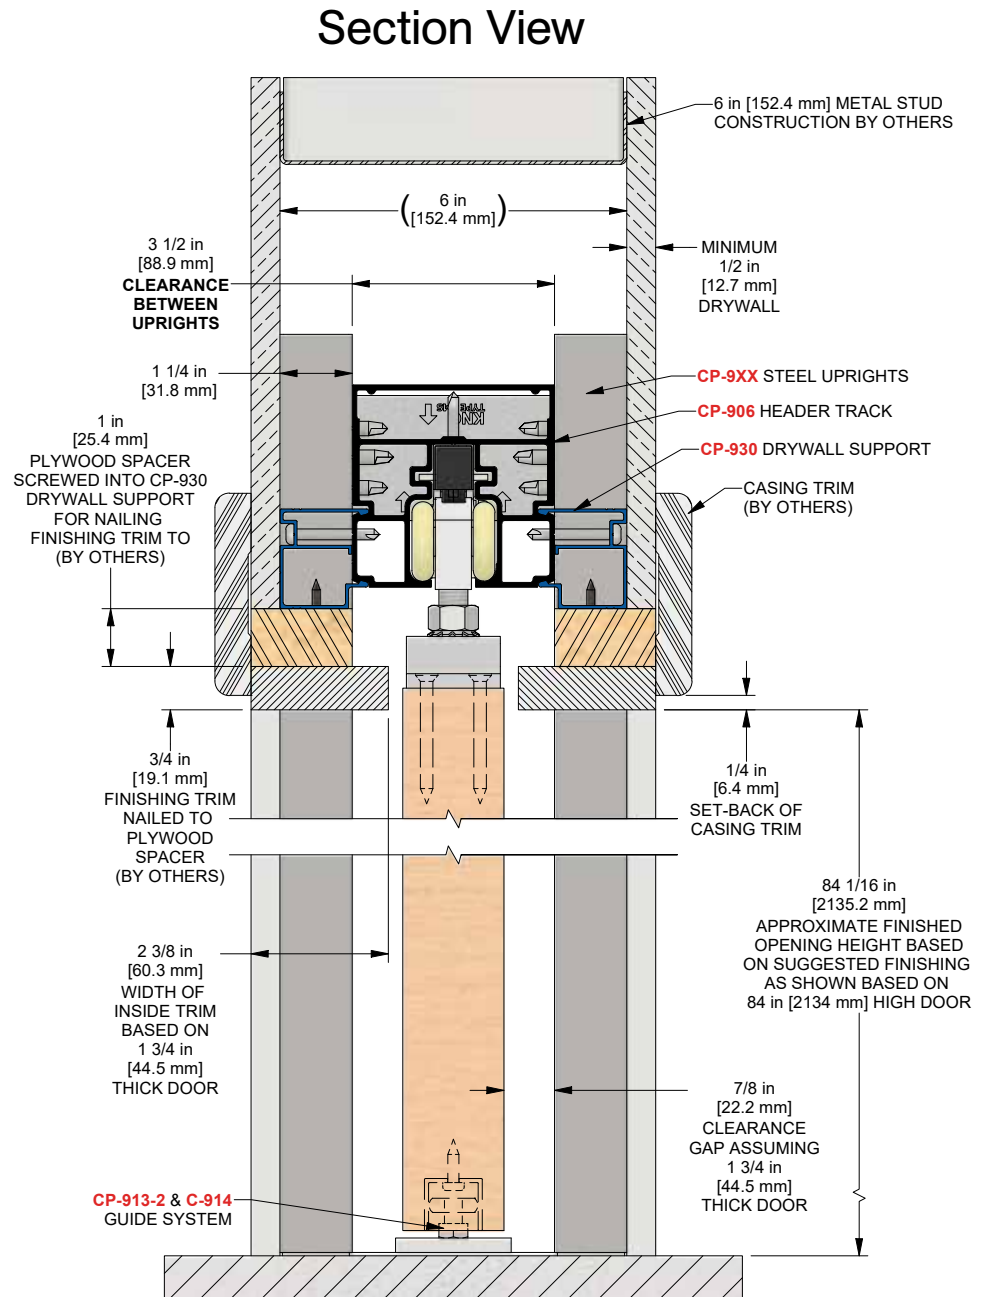 Section View
6 in [152.4 mm] METAL STUD
CONSTRUCTION BY OTHERS
(6 in
[152.4 mm])
3 1/2 in
[88.9 mm]
CLEARANCE
BETWEEN
UPRIGHTS
MINIMUM
1/2 in
[12.7 mm]
DRYWALL
1 1/4 in
[31.8 mm]
CP-9XX STEEL UPRIGHTS
CP-906 HEADER TRACK
CP-930 DRYWALL SUPPORT
1 in
[25.4 mm]
PLYWOOD SPACER
SCREWED INTO CP-930
DRYWALL SUPPORT
FOR NAILING
FINISHING TRIM TO
(BY OTHERS)
CASING TRIM
(BY OTHERS)
3/4 in
[19.1 mm]
FINISHING TRIM
NAILED TO
PLYWOOD
SPACER
(BY OTHERS)
1/4 in
[6.4 mm]
SET-BACK OF
CASING TRIM
84 1/16 in
[2135.2 mm]
APPROXIMATE FINISHED
OPENING HEIGHT BASED
ON SUGGESTED FINISHING
AS SHOWN BASED ON
84 in [2134 mm] HIGH DOOR
2 3/8 in
[60.3 mm]
WIDTH OF
INSIDE TRIM
BASED ON
1 3/4 in
[44.5 mm]
THICK DOOR
7/8 in
[22.2 mm]
CLEARANCE
GAP ASSUMING
1 3/4 in
[44.5 mm]
THICK DOOR
CP-913-2 & C-914
GUIDE SYSTEM